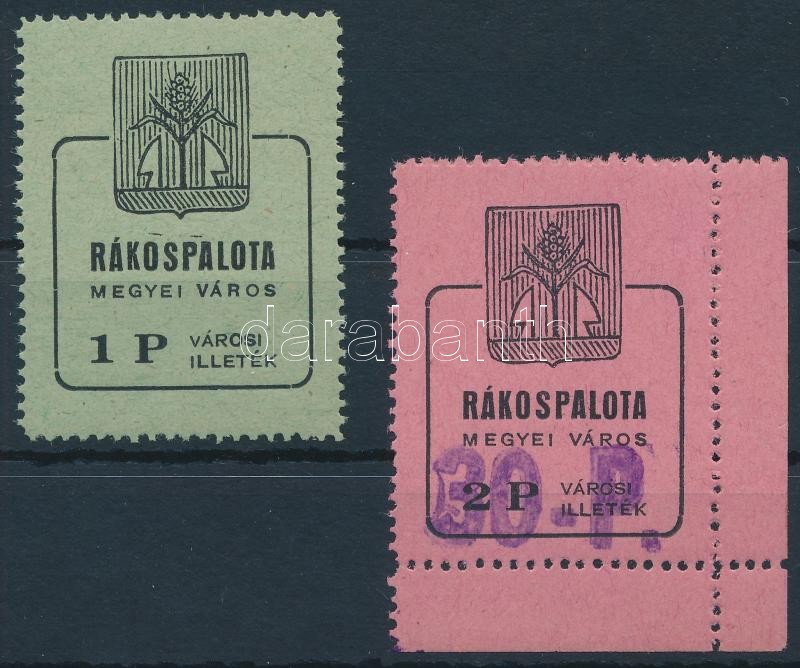 RÁKOSPALOTA
MEGYEI VÁROS
1 P VÁROSI
ILLETÉK
RÁKOSPALOTA
MEGYEI VÁROS
2 P VÁROSI
ILLETÉK
30-P.
darabanth